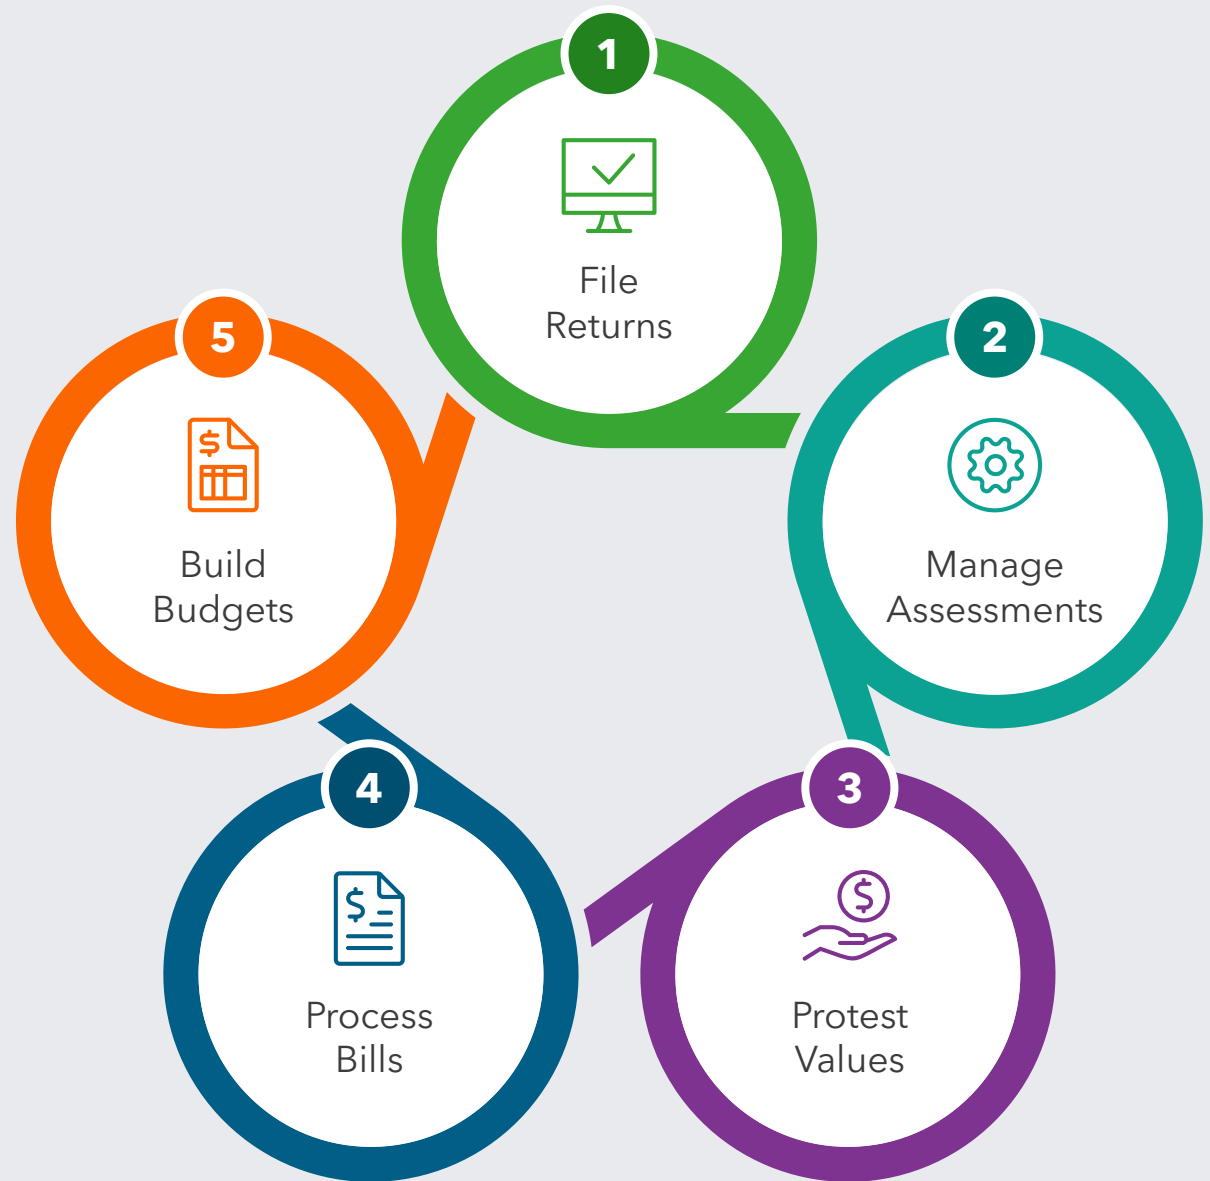 1
File
Returns
2
Manage
Assessments
3
$
Protest
Values
4
$
Process
Bills
5
$
Build
Budgets